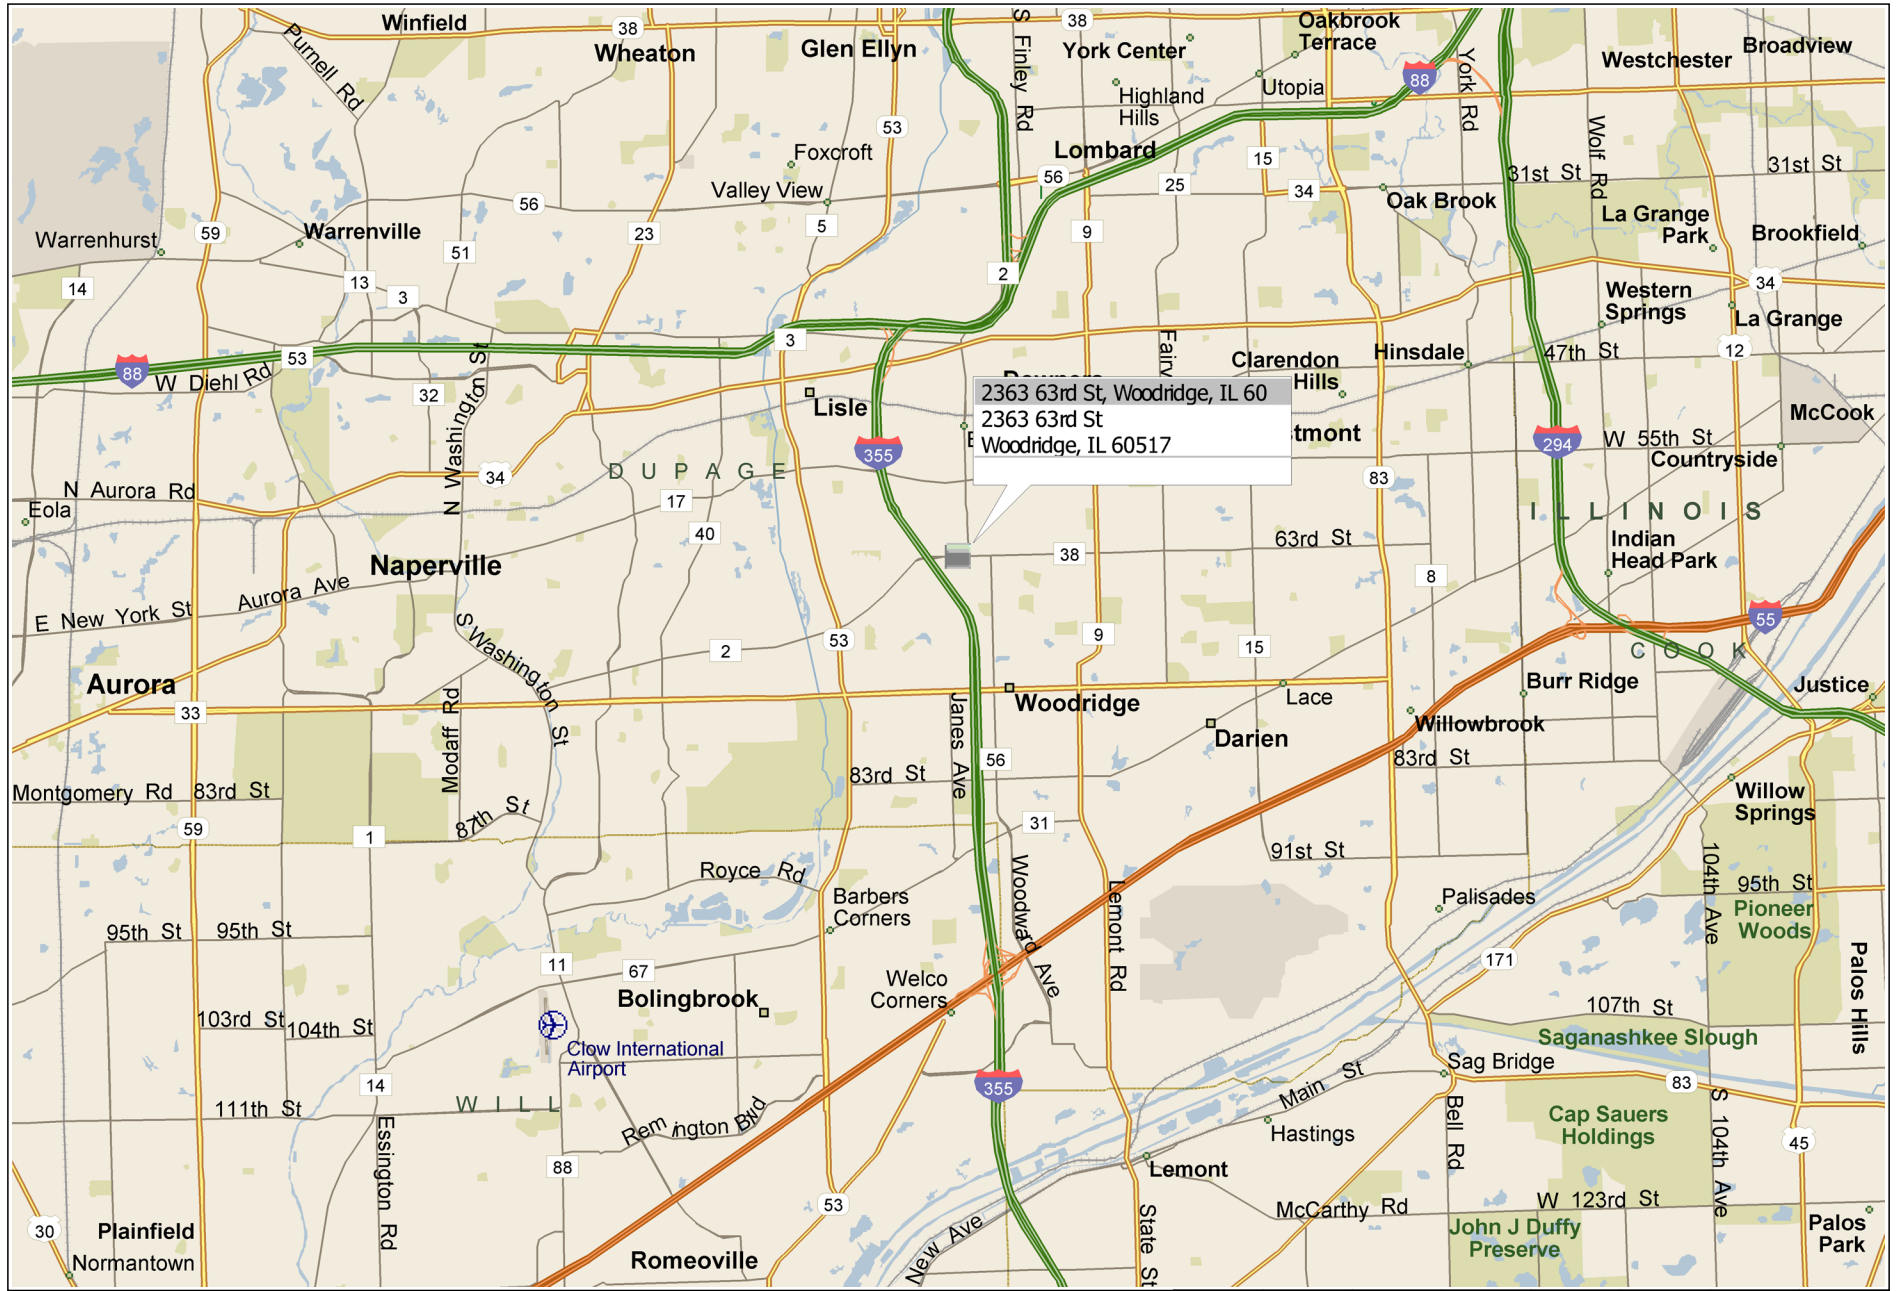 Winfield
38
Wheaton
Glen Ellyn
S Finley Rd
38
York Center
Oakbrook
Terrace
88
York Rd
Westchester
Broadview
Purnell Rd
53
Highland
Hills
Utopia
Foxcroft
Lombard
15
Wolf Rd
31st St
31st St
Valley View
56
56
25
34
Oak Brook
59
Warrenhurst
Warrenville
51
23
5
9
La Grange
Park
Brookfield
14
13
3
2
34
Western
Springs
La Grange
88
53
W Diehl Rd
N Washington St
3
Clarendon
Hills
Hinsdale
47th St
12
32
Lisle
2363 63rd St, Woodridge, IL 60
2363 63rd St
Woodridge, IL 60517
McCook
355
294
W 55th St
Countryside
34
DUPAGE
83
N Aurora Rd
Eola
17
40
ILLINOIS
Naperville
38
63rd St
Indian
Head Park
8
E New York St
Aurora Ave
S Washington St
2
53
9
15
55
COOK
Aurora
33
Modaff Rd
Janes Ave
Woodridge
Lace
Burr Ridge
Justice
Willowbrook
Darien
56
83rd St
83rd St
Montgomery Rd
83rd St
87th St
Willow
Springs
59
1
31
91st St
104th Ave
Royce Rd
Barbers
Corners
Woodward Ave
Lemont Rd
Palisades
95th St
Pioneer
Woods
95th St
95th St
11
67
Welco
Corners
171
Palos Hills
Bolingbrook
103rd St
104th St
Clow International
Airport
107th St
Saganashkee Slough
14
355
Main St
Sag Bridge
83
111th St
WILL
Remington Blvd
Essington Rd
Hastings
Bell Rd
Cap Sauers
Holdings
S 104th Ave
45
88
Lemont
53
McCarthy Rd
W 123rd St
30
Plainfield
Normantown
Romeoville
New Ave
State St
John J Duffy
Preserve
Palos
Park